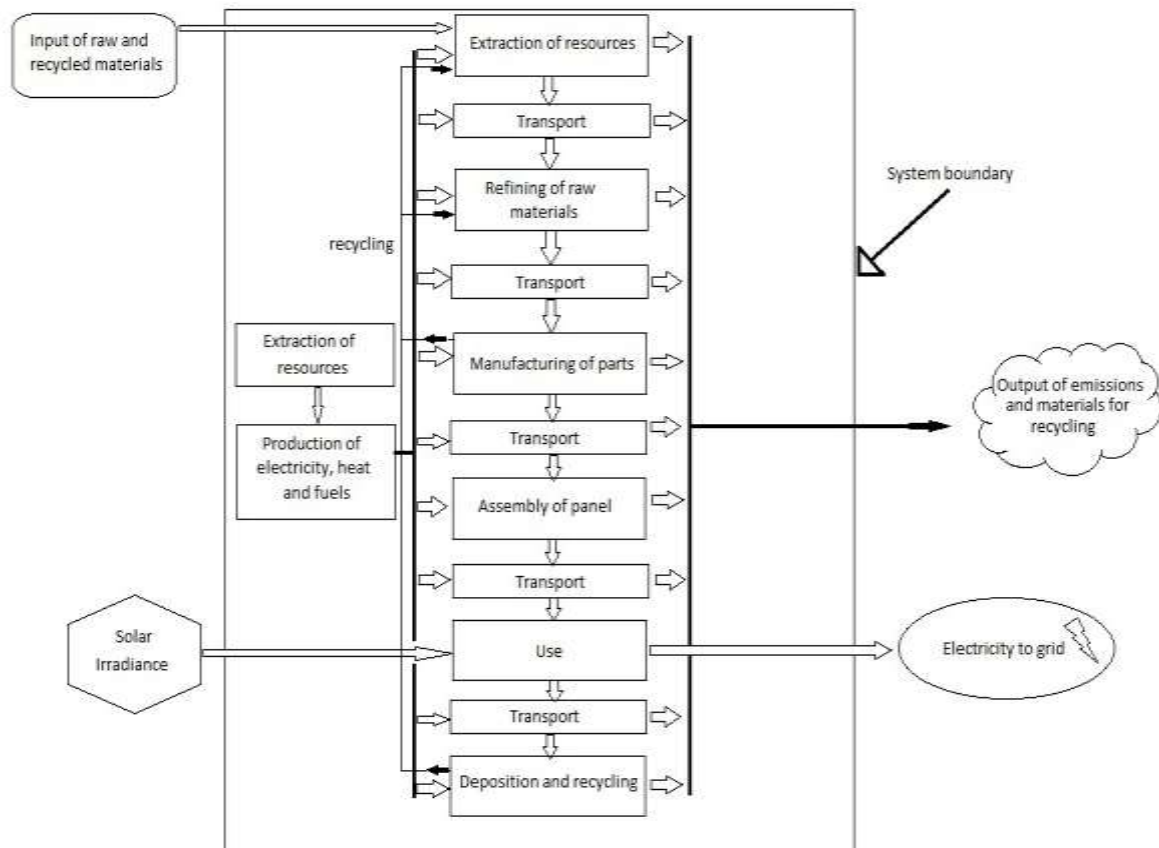 Input of raw and
recycled materials
Extraction of resources
Transport
Refining of raw
materials
System boundary
recycling
Transport
Extraction of
resources
Manufacturing of parts
Output of emissions
and materials for
recycling
Production of
electricity, heat
and fuels
Transport
Assembly of panel
Transport
Solar
Irradiance
Use
Electricity to grid
Transport
Deposition and recycling